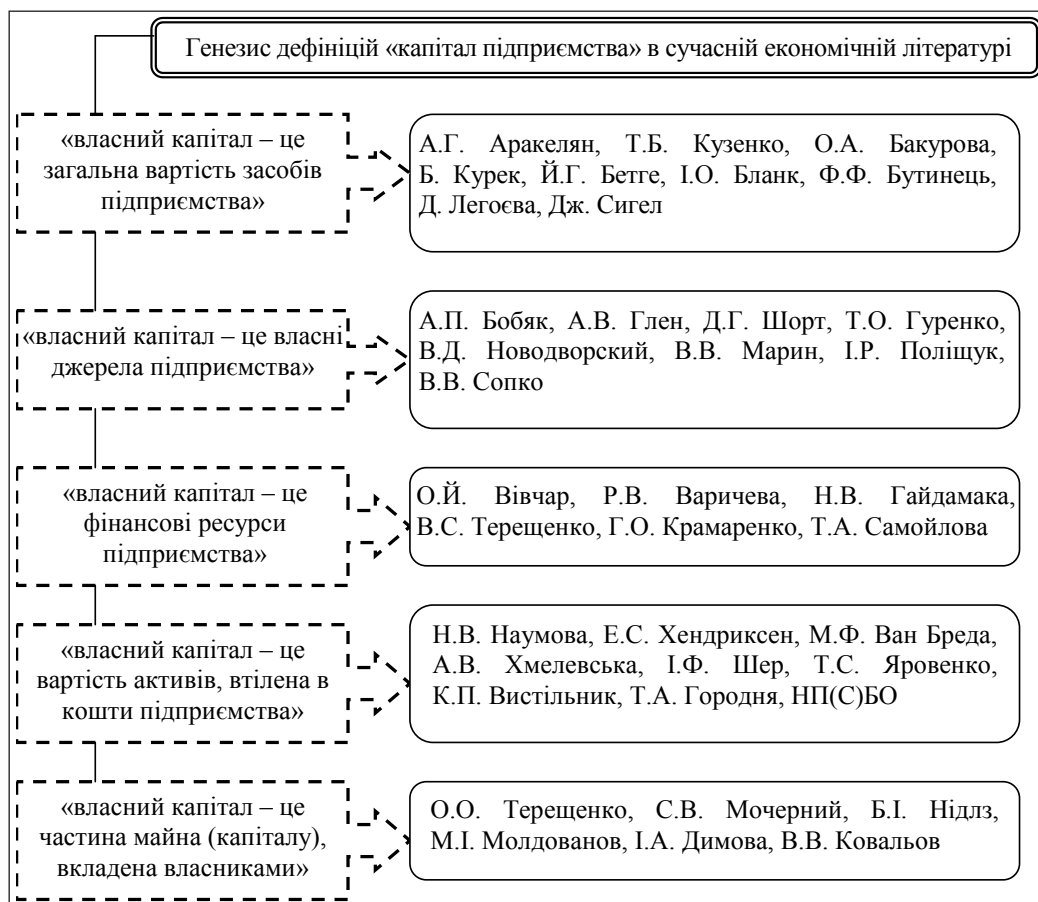 Генезис дефініцій «капітал підприємства» в сучасній економічній літературі
«власний капітал – це
загальна вартість засобів
підприємства»
А.Г. Аракелян, Т.Б. Кузенко, О.А. Бакурова,
Б. Курек, Й.Г. Бетге, І.О. Бланк, Ф.Ф. Бутинець,
Д. Легоєва, Дж. Сигел
«власний капітал – це власні
джерела підприємства»
А.П. Бобяк, А.В. Глен, Д.Г. Шорт, Т.О. Гуренко,
В.Д. Новодворский, В.В. Марин, І.Р. Поліщук,
В.В. Сопко
«власний капітал – це
фінансові ресурси
підприємства»
О.Й. Вівчар, Р.В. Варичева, Н.В. Гайдамака,
В.С. Терещенко, Г.О. Крамаренко, Т.А. Самойлова
«власний капітал – це
вартість активів, втілена в
кошти підприємства»
Н.В. Наумова, Е.С. Хендриксен, М.Ф. Ван Бреда,
А.В. Хмелевська, І.Ф. Шер, Т.С. Яровенко,
К.П. Вистільник, Т.А. Городня, НП(С)БО
«власний капітал – це
частина майна (капіталу),
вкладена власниками»
О.О. Терещенко, С.В. Мочерний, Б.І. Нідлз,
М.І. Молдованов, І.А. Димова, В.В. Ковальов